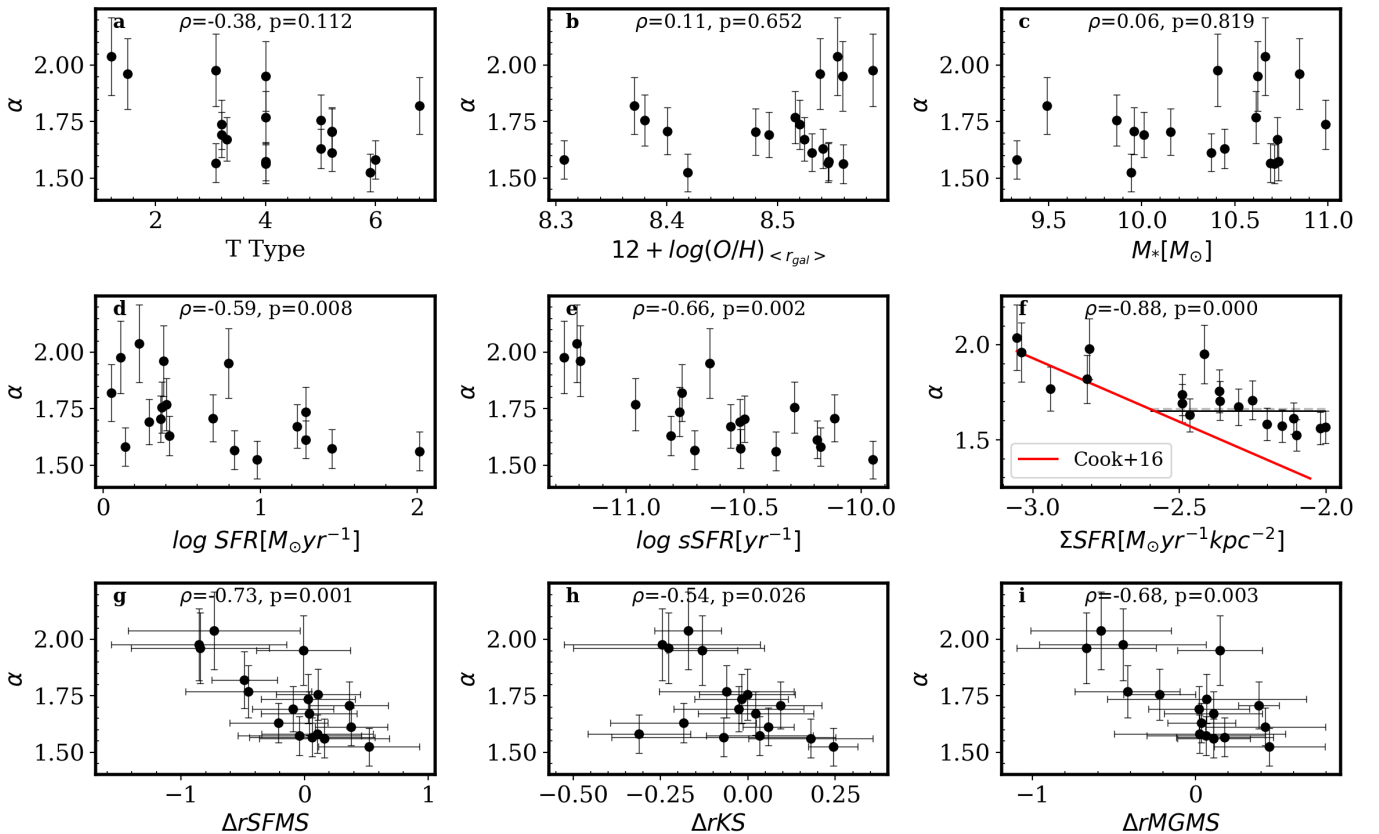 a ρ=-0.38, p=0.112
α
2.00
1.75
1.50
2 4 6
T Type
b ρ=0.11, p=0.652
α
2.00
1.75
1.50
8.3 8.4 8.5
12 + log(O/H) <r_gal>
c ρ=0.06, p=0.819
α
2.00
1.75
1.50
9.5 10.0 10.5 11.0
M*[M⊙]
d ρ=-0.59, p=0.008
α
2.00
1.75
1.50
0 1 2
log SFR[M⊙yr⁻¹]
e ρ=-0.66, p=0.002
α
2.00
1.75
1.50
−11.0 −10.5 −10.0
log sSFR[yr⁻¹]
f ρ=-0.88, p=0.000
α
2.0
1.5
Cook+16
−3.0 −2.5 −2.0
ΣSFR[M⊙yr⁻¹kpc⁻²]
g ρ=-0.73, p=0.001
α
2.00
1.75
1.50
−1 0 1
ΔrSFMS
h ρ=-0.54, p=0.026
α
2.00
1.75
1.50
−0.50 −0.25 0.00 0.25
ΔrKS
i ρ=-0.68, p=0.003
α
2.00
1.75
1.50
−1 0
ΔrMGMS